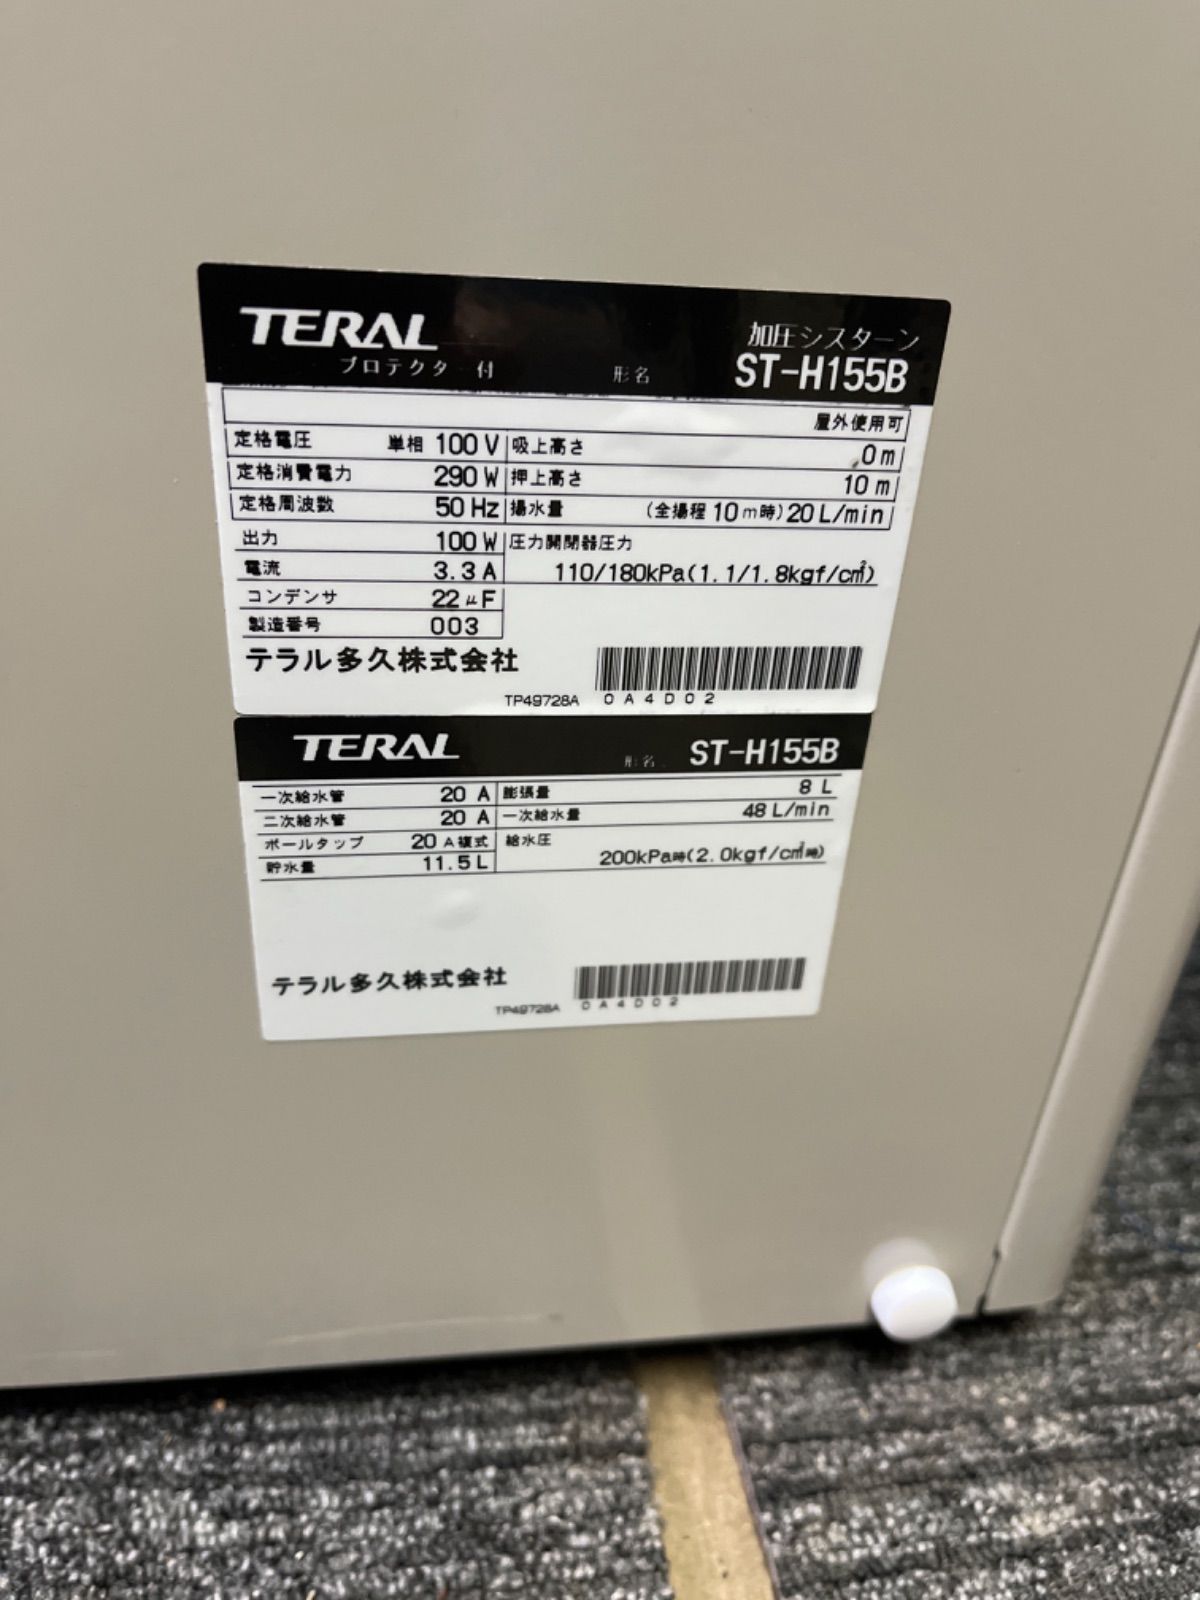 TERAL
加圧シスターン
プロテクター付 形名 ST-H155B
屋外使用可
定格電圧 単相 100 V 吸上高さ 0 m
定格消費電力 290 W 押上高さ 10 m
定格周波数 50 Hz 揚水量 (全揚程 10 m時) 20 L/min
出力 100 W 圧力開閉器圧力
電流 3.3 A 110/180kPa(1.1/1.8kgf/c㎡)
コンデンサ 22 μF
製造番号 003
テラル多久株式会社
TP49728A 0A4D02
TERAL 形名 ST-H155B
一次給水管 20 A 膨張量 8 L
二次給水管 20 A 一次給水量 48 L/min
ボールタップ 20 A複式 給水圧
貯水量 11.5 L 200kPa時(2.0kgf/c㎡時)
テラル多久株式会社
TP49728A 0A4D02